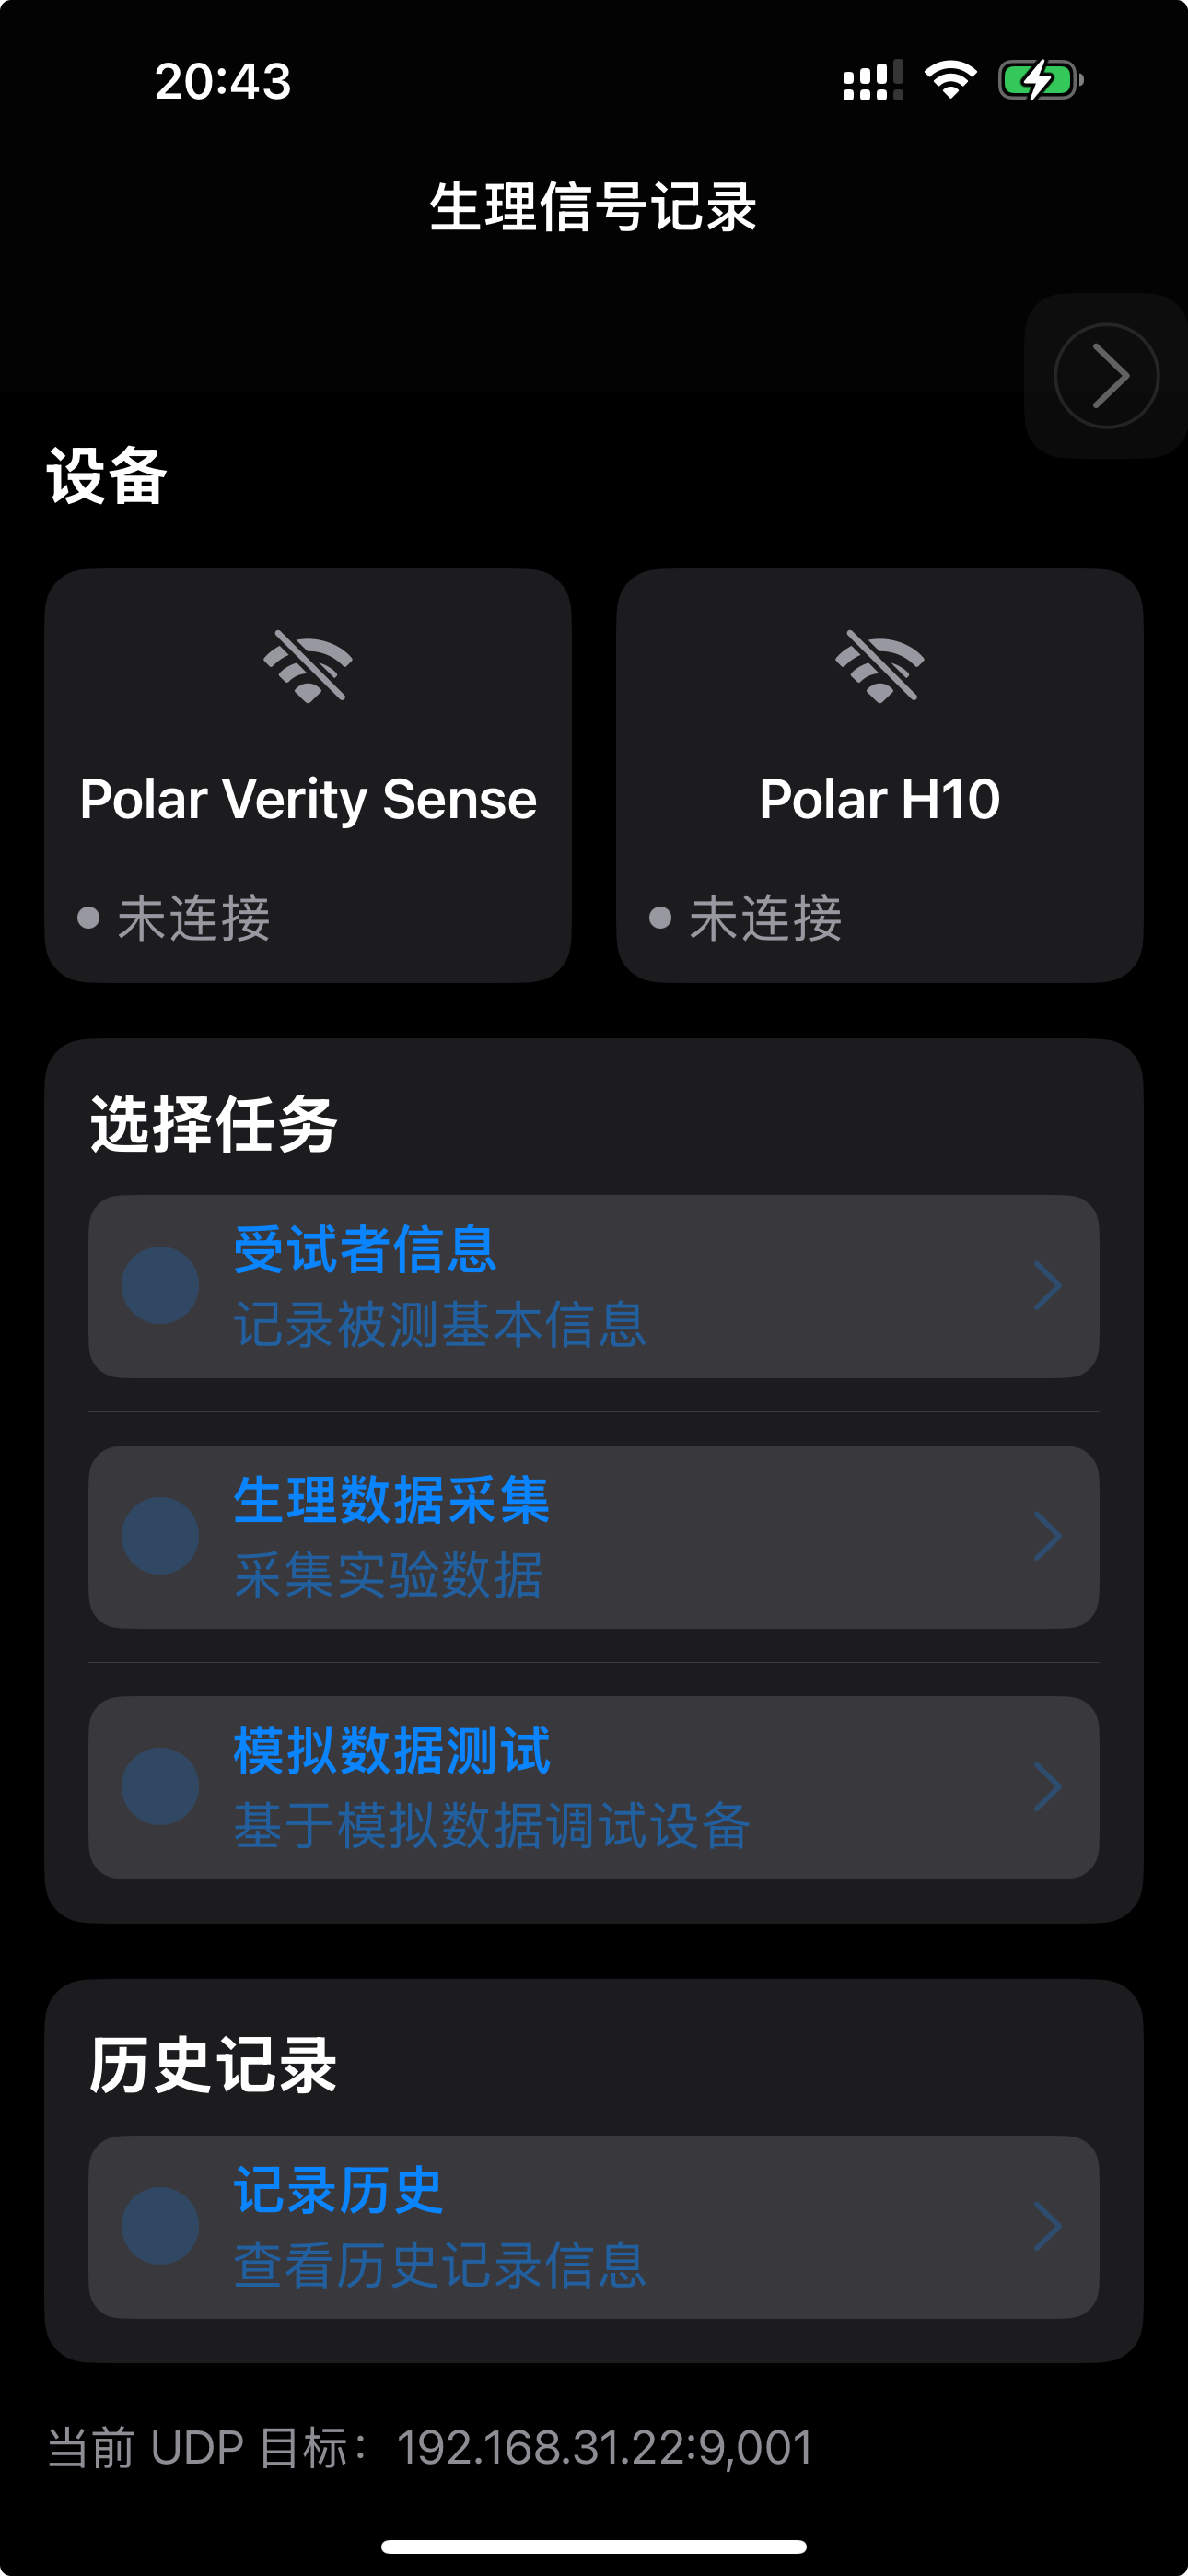 20:43
生理信号记录
设备
Polar Verity Sense
未连接
Polar H10
未连接
选择任务
受试者信息
记录被测基本信息
生理数据采集
采集实验数据
模拟数据测试
基于模拟数据调试设备
历史记录
记录历史
查看历史记录信息
当前 UDP 目标：192.168.31.22:9,001